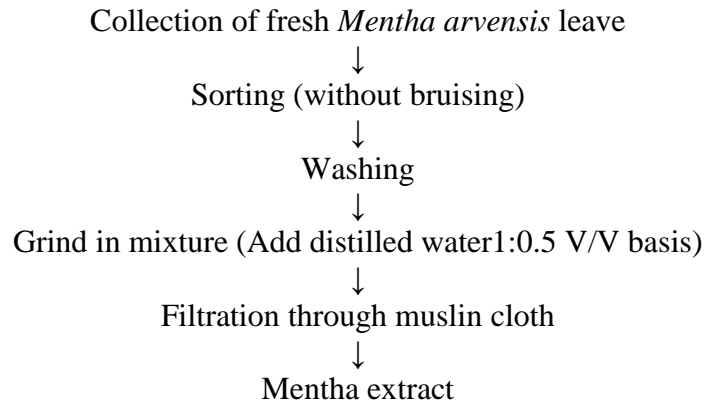 Collection of fresh Mentha arvensis leave
↓
Sorting (without bruising)
↓
Washing
↓
Grind in mixture (Add distilled water1:0.5 V/V basis)
↓
Filtration through muslin cloth
↓
Mentha extract